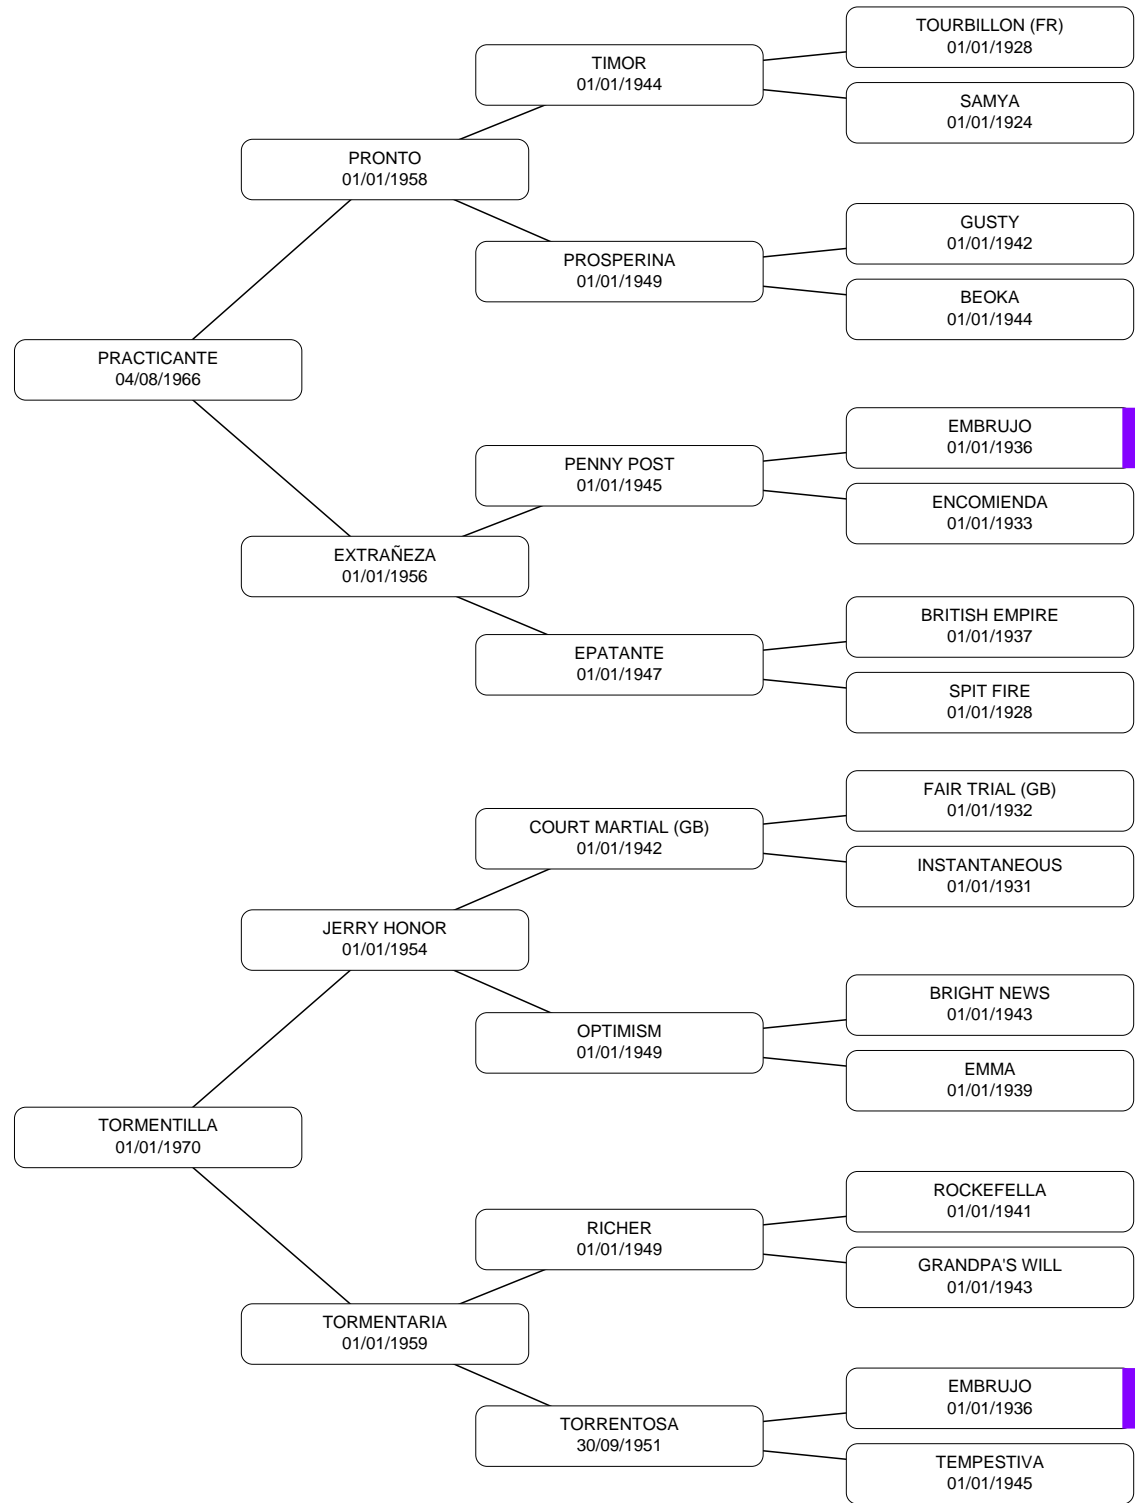 TOURBILLON (FR)
01/01/1928
TIMOR
01/01/1944
SAMYA
01/01/1924
PRONTO
01/01/1958
GUSTY
01/01/1942
PROSPERINA
01/01/1949
BEOKA
01/01/1944
PRACTICANTE
04/08/1966
EMBRUJO
01/01/1936
PENNY POST
01/01/1945
ENCOMIENDA
01/01/1933
EXTRAÑEZA
01/01/1956
BRITISH EMPIRE
01/01/1937
EPATANTE
01/01/1947
SPIT FIRE
01/01/1928
FAIR TRIAL (GB)
01/01/1932
COURT MARTIAL (GB)
01/01/1942
INSTANTANEOUS
01/01/1931
JERRY HONOR
01/01/1954
BRIGHT NEWS
01/01/1943
OPTIMISM
01/01/1949
EMMA
01/01/1939
TORMENTILLA
01/01/1970
ROCKEFELLA
01/01/1941
RICHER
01/01/1949
GRANDPA'S WILL
01/01/1943
TORMENTARIA
01/01/1959
EMBRUJO
01/01/1936
TORRENTOSA
30/09/1951
TEMPESTIVA
01/01/1945